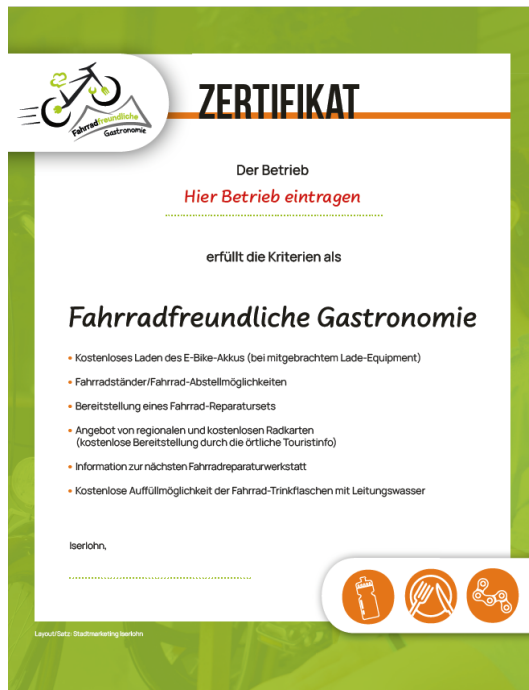 Fahrradfreundliche
Gastronomie
ZERTIFIKAT
Der Betrieb
Hier Betrieb eintragen
erfüllt die Kriterien als
Fahrradfreundliche Gastronomie
• Kostenloses Laden des E-Bike-Akkus (bei mitgebrachtem Lade-Equipment)
• Fahrradständer/Fahrrad-Abstellmöglichkeiten
• Bereitstellung eines Fahrrad-Reparatursets
• Angebot von regionalen und kostenlosen Radkarten
(kostenlose Bereitstellung durch die örtliche Touristinfo)
• Information zur nächsten Fahrradreparaturwerkstatt
• Kostenlose Auffüllmöglichkeit der Fahrrad-Trinkflaschen mit Leitungswasser
Iserlohn,
Layout/Satz: Stadtmarketing Iserlohn